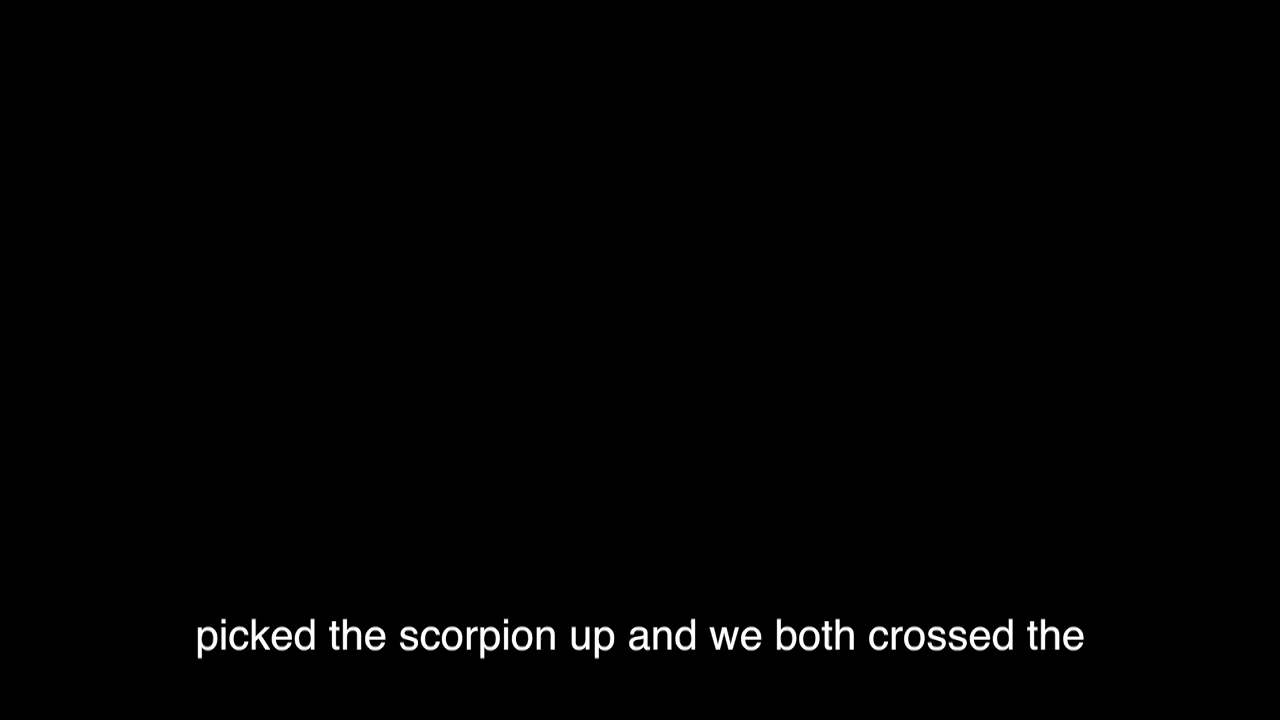 picked the scorpion up and we both crossed the